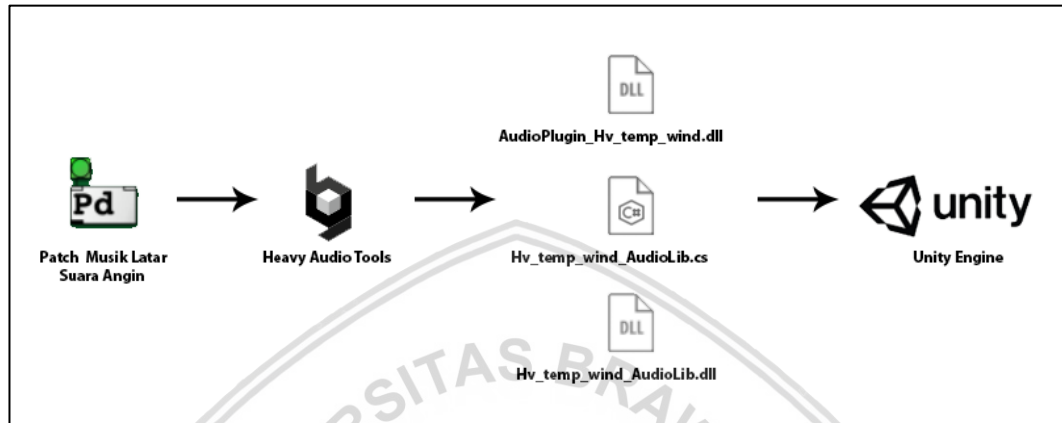 DLL
AudioPlugin_Hv_temp_wind.dll
Pd
Patch Musik Latar
Suara Angin
Heavy Audio Tools
C#
Hv_temp_wind_AudioLib.cs
unity
Unity Engine
DLL
Hv_temp_wind_AudioLib.dll
RSITAS BRAW